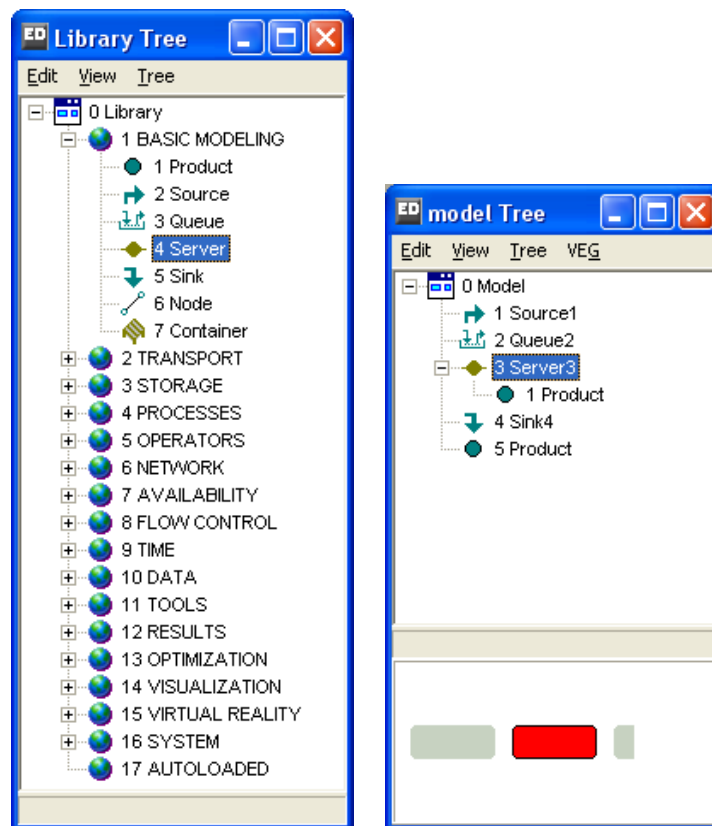 ED Library Tree
Edit View Tree
0 Library
1 BASIC MODELING
1 Product
2 Source
3 Queue
4 Server
5 Sink
6 Node
7 Container
2 TRANSPORT
3 STORAGE
4 PROCESSES
5 OPERATORS
6 NETWORK
7 AVAILABILITY
8 FLOW CONTROL
9 TIME
10 DATA
11 TOOLS
12 RESULTS
13 OPTIMIZATION
14 VISUALIZATION
15 VIRTUAL REALITY
16 SYSTEM
17 AUTOLOADED
ED model Tree
Edit View Tree VEG
0 Model
1 Source1
2 Queue2
3 Server3
1 Product
4 Sink4
5 Product